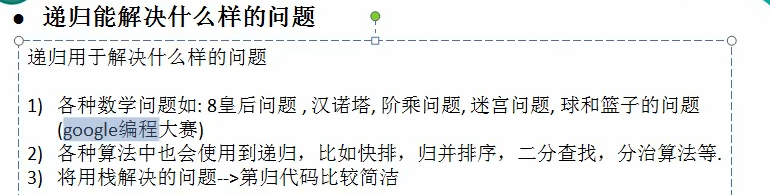 ● 递归能解决什么样的问题
递归用于解决什么样的问题
1) 各种数学问题如: 8皇后问题 , 汉诺塔, 阶乘问题, 迷宫问题, 球和篮子的问题
(google编程大赛)
2) 各种算法中也会使用到递归，比如快排，归并排序，二分查找，分治算法等.
3) 将用栈解决的问题-->第归代码比较简洁